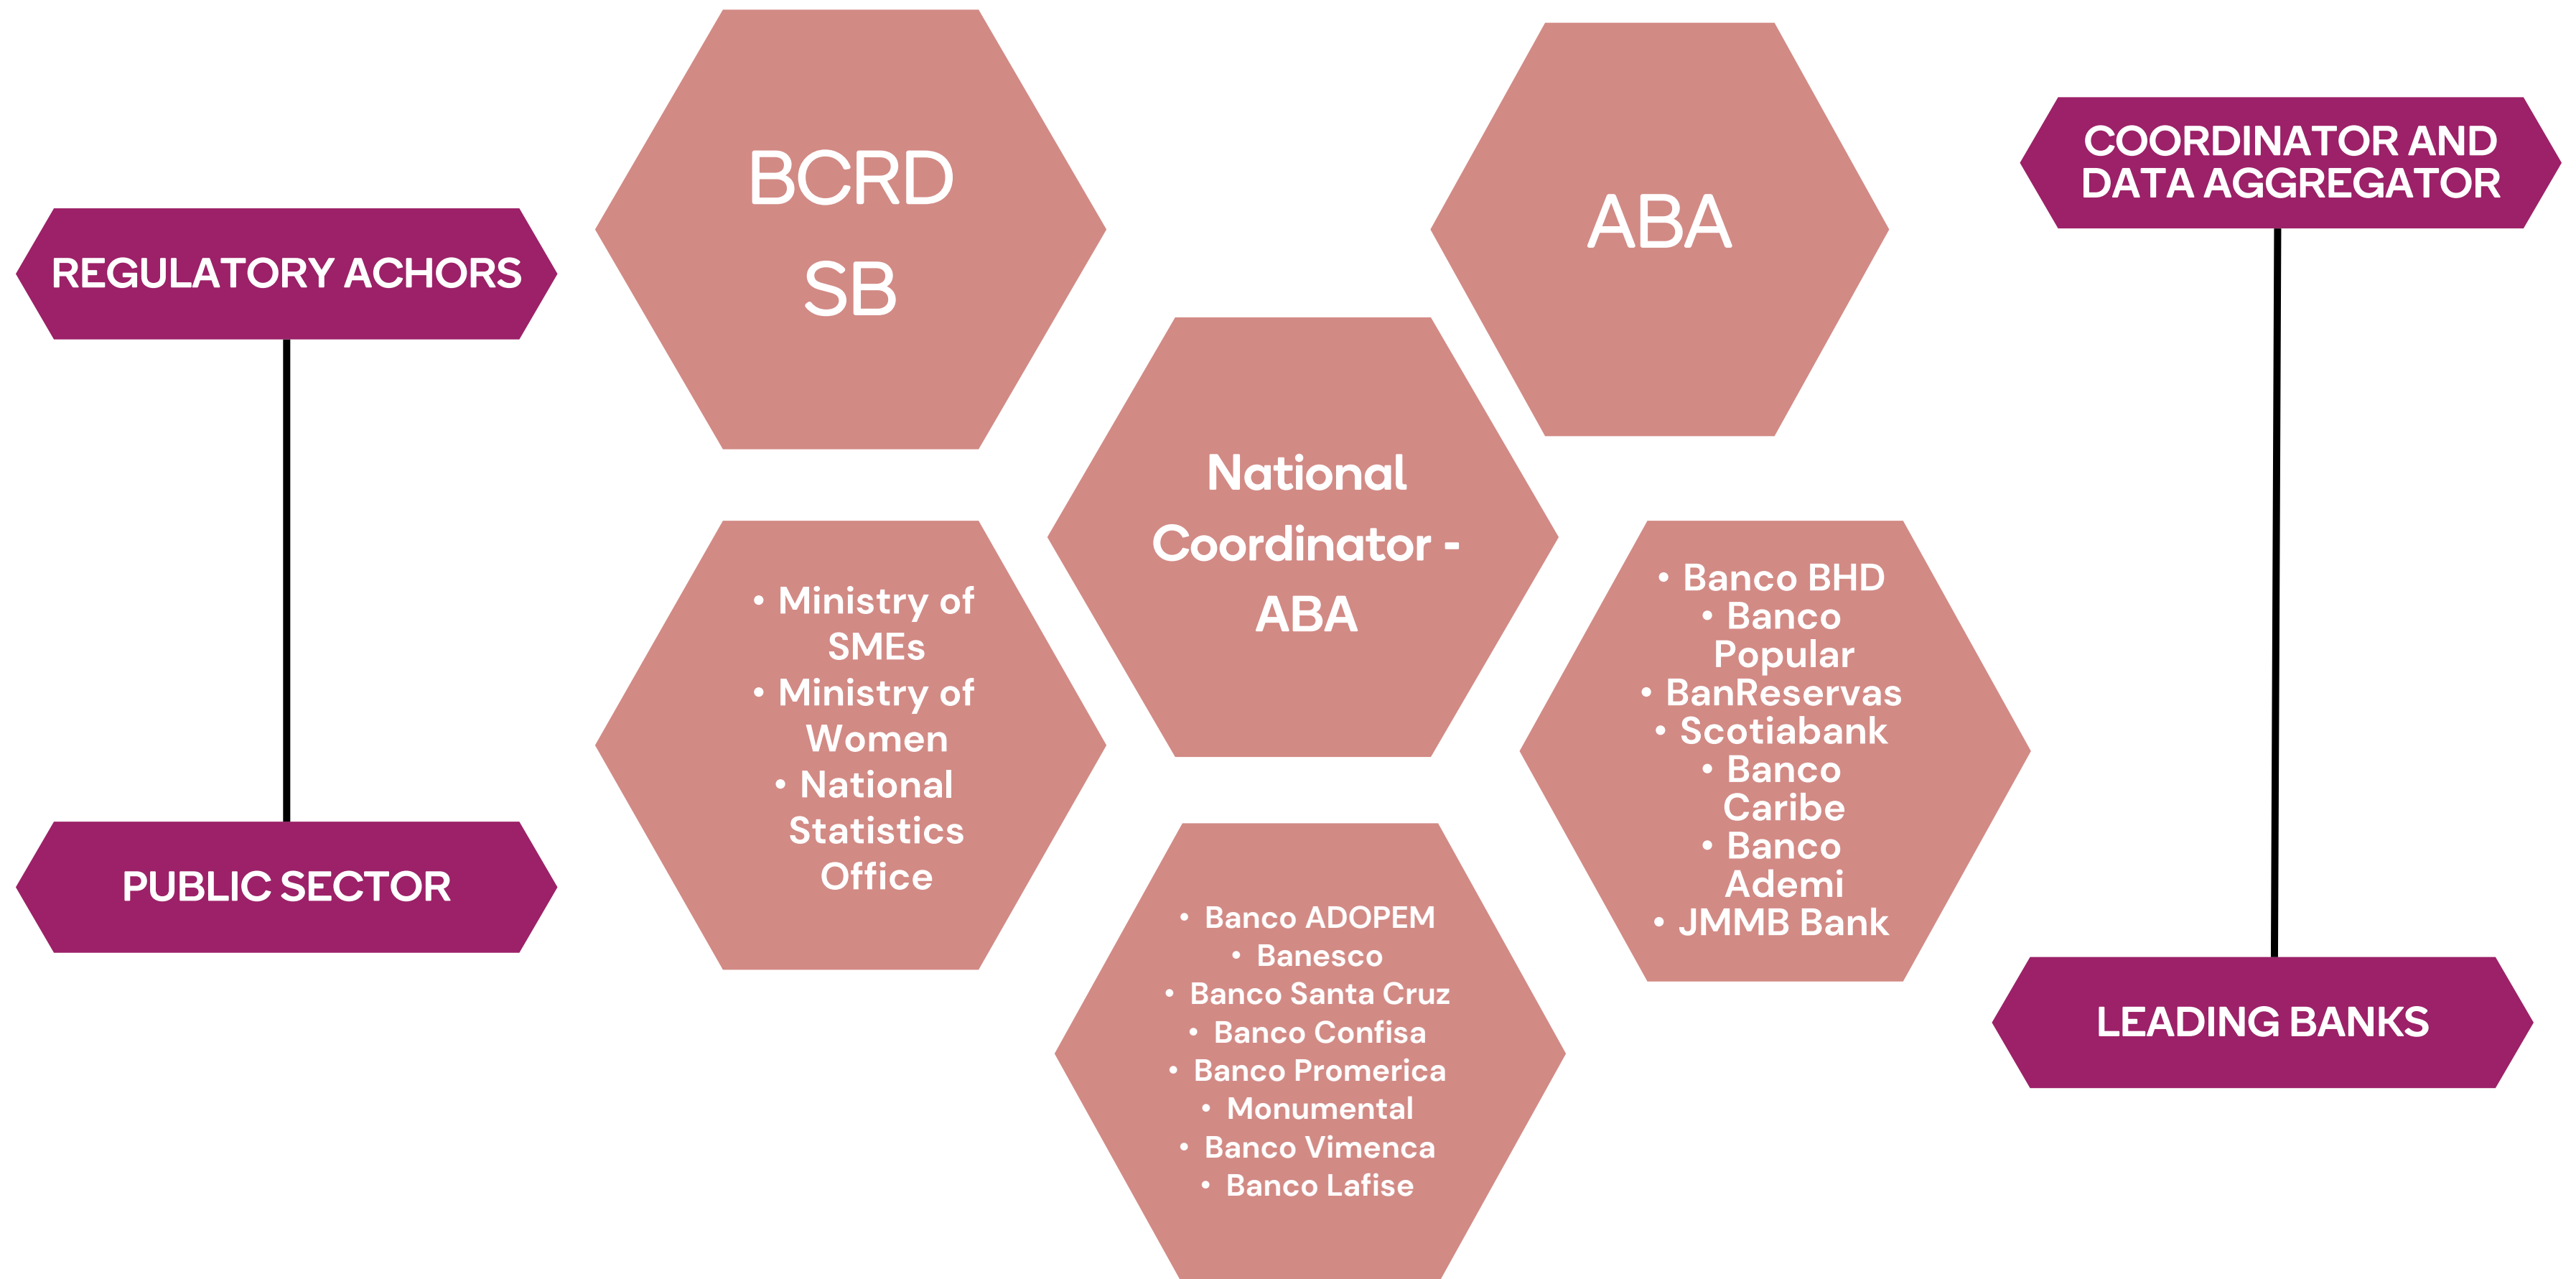 REGULATORY ACHORS
PUBLIC SECTOR
BCRD
SB
• Ministry of
SMEs
• Ministry of
Women
• National
Statistics
Office
National
Coordinator -
ABA
• Banco ADOPEM
• Banesco
• Banco Santa Cruz
• Banco Confisa
• Banco Promerica
• Monumental
• Banco Vimenca
• Banco Lafise
ABA
• Banco BHD
• Banco
Popular
• BanReservas
• Scotiabank
• Banco
Caribe
• Banco
Ademi
• JMMB Bank
COORDINATOR AND
DATA AGGREGATOR
LEADING BANKS